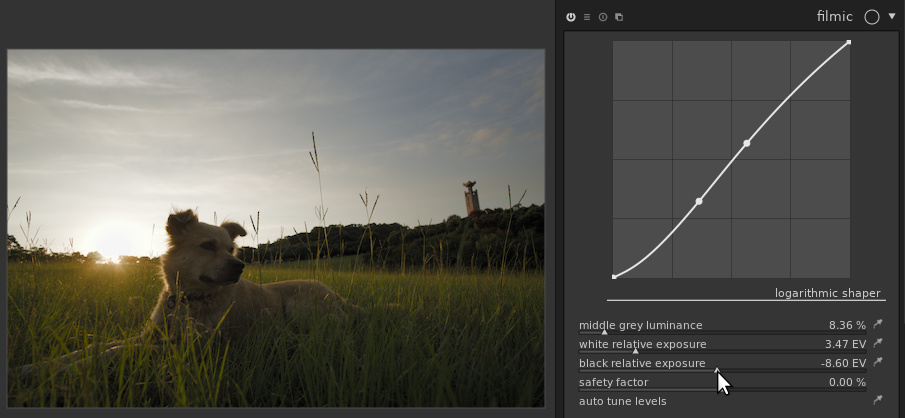 filmic
logarithmic shaper
middle grey luminance 8.36 %
white relative exposure 3.47 EV
black relative exposure -8.60 EV
safety factor 0.00 %
auto tune levels